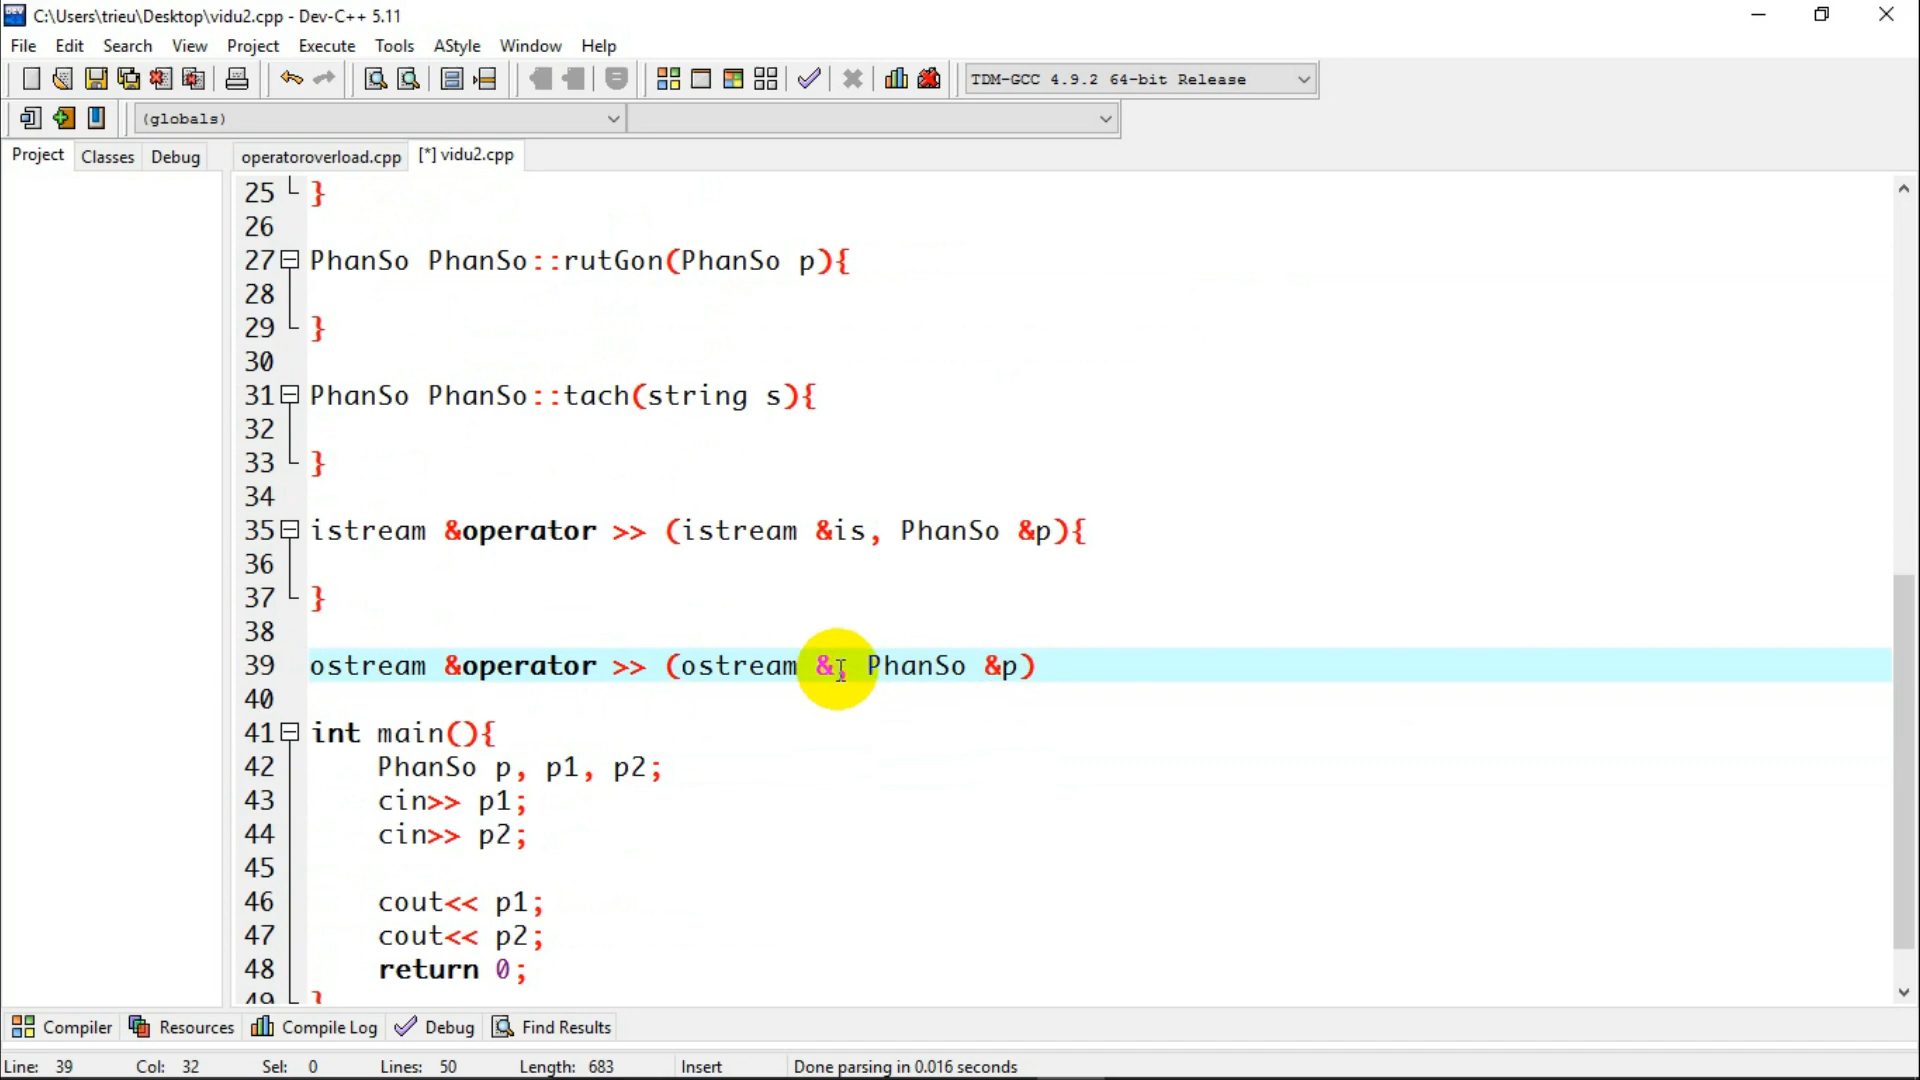 C:\Users\trieu\Desktop\vidu2.cpp - Dev-C++ 5.11
File Edit Search View Project Execute Tools AStyle Window Help
TDM-GCC 4.9.2 64-bit Release
(globals)
Project Classes Debug operatoroverload.cpp [*] vidu2.cpp
25 }
26
27 PhanSo PhanSo::rutGon(PhanSo p){
28
29 }
30
31 PhanSo PhanSo::tach(string s){
32
33 }
34
35 istream &operator >> (istream &is, PhanSo &p){
36
37 }
38
39 ostream &operator >> (ostream &, PhanSo &p)
40
41 int main(){
42 PhanSo p, p1, p2;
43 cin>> p1;
44 cin>> p2;
45
46 cout<< p1;
47 cout<< p2;
48 return 0;
49 }
Compiler Resources Compile Log Debug Find Results
Line: 39 Col: 32 Sel: 0 Lines: 50 Length: 683 Insert Done parsing in 0.016 seconds